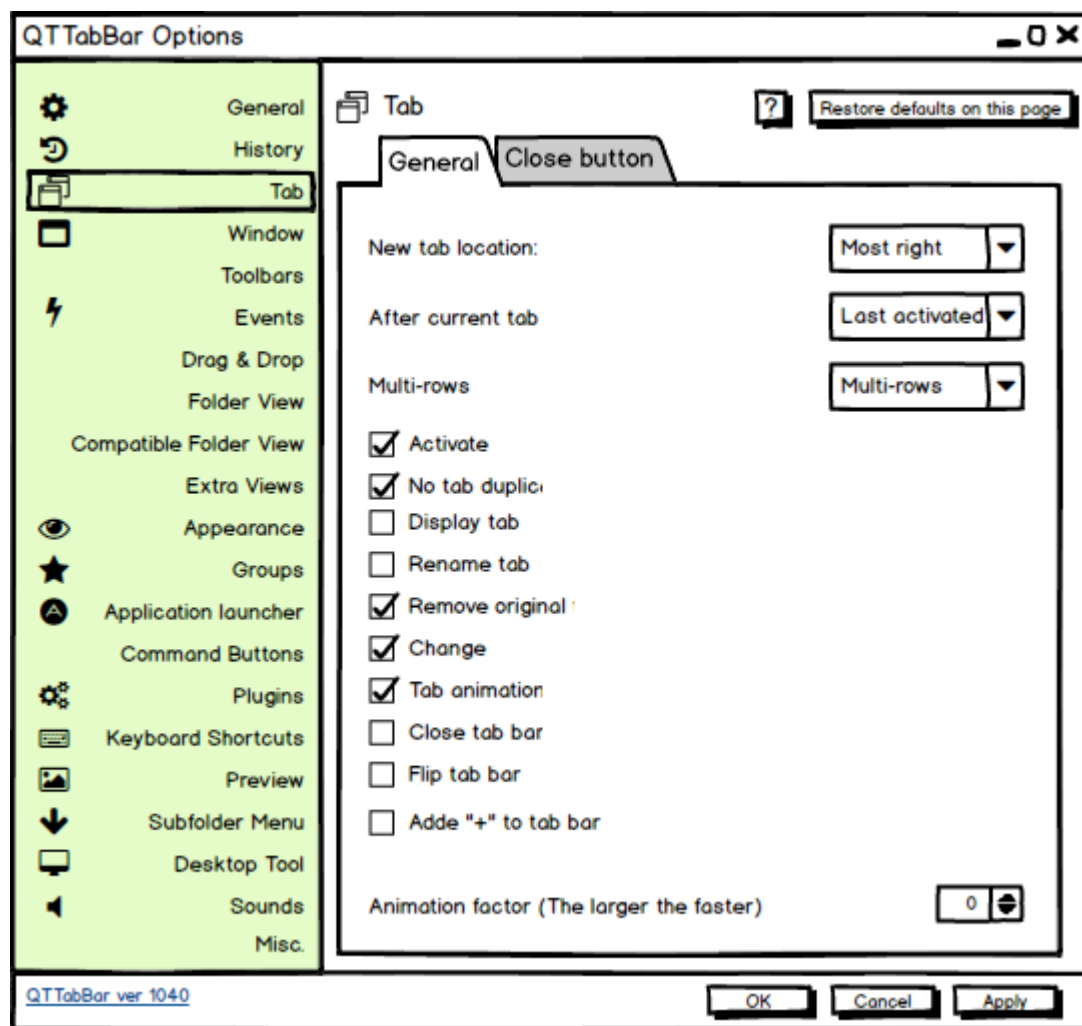 QTTabBar Options
General
History
Tab
Window
Toolbars
Events
Drag & Drop
Folder View
Compatible Folder View
Extra Views
Appearance
Groups
Application launcher
Command Buttons
Plugins
Keyboard Shortcuts
Preview
Subfolder Menu
Desktop Tool
Sounds
Misc.
Tab
?
Restore defaults on this page
General
Close button
New tab location:
Most right
After current tab
Last activated
Multi-rows
Multi-rows
Activate
No tab duplic
Display tab
Rename tab
Remove original
Change
Tab animation
Close tab bar
Flip tab bar
Adde "+" to tab bar
Animation factor (The larger the faster)
0
QTTabBar ver 1040
OK
Cancel
Apply